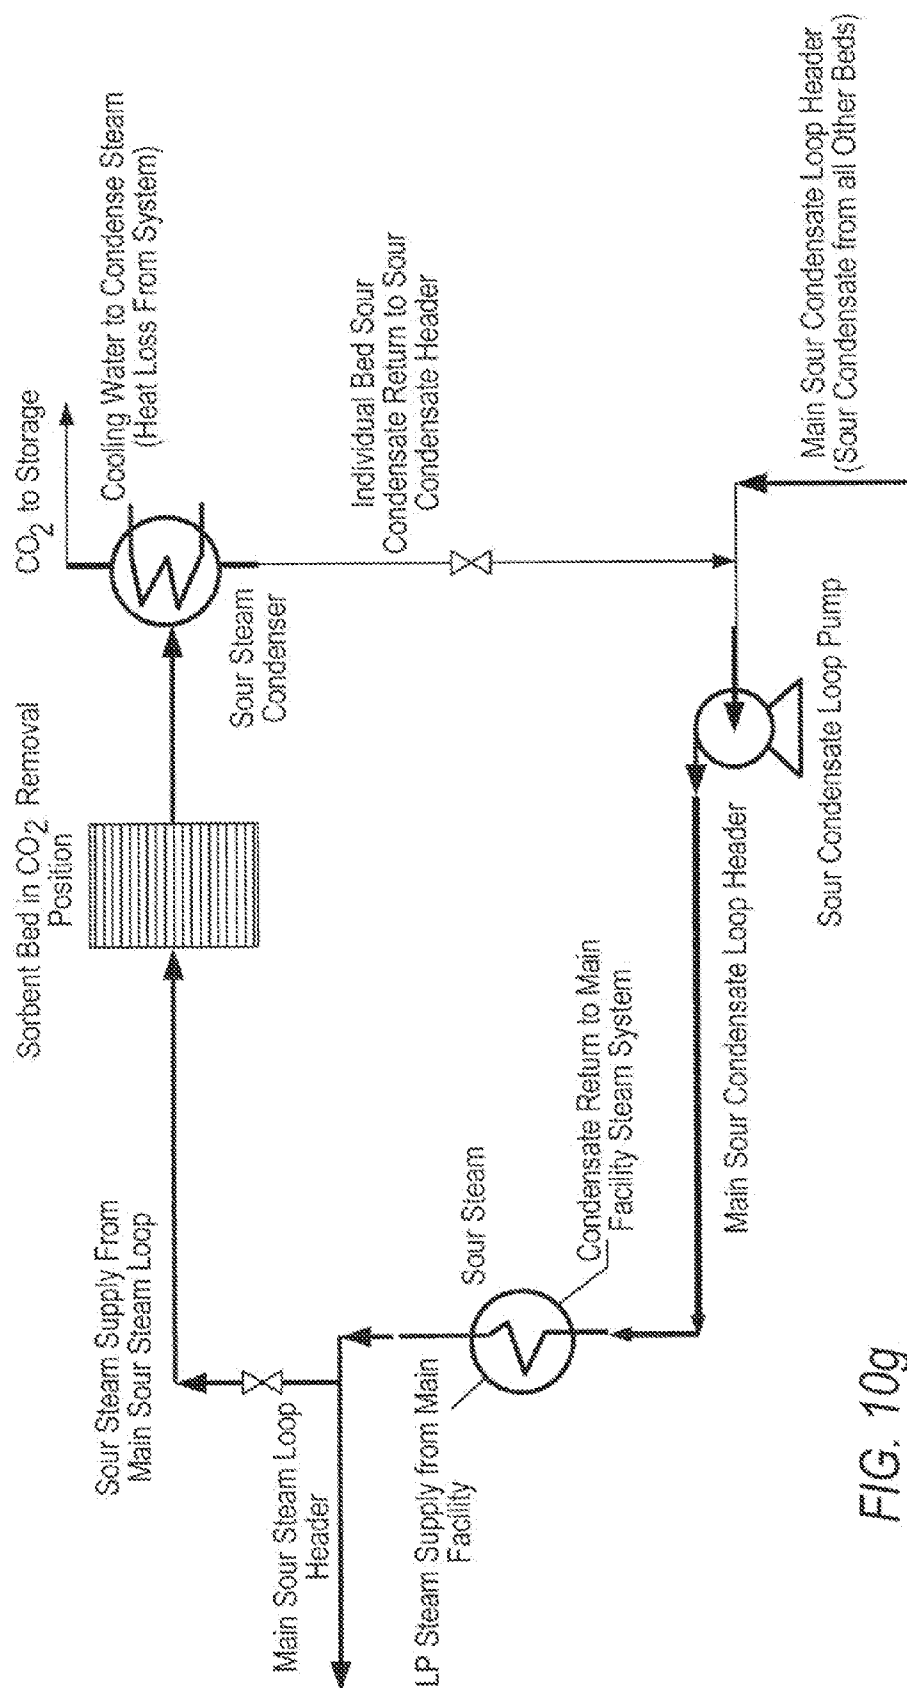 CO2 to Storage
Cooling Water to Condense Steam
(Heat Loss From System)
Sorbent Bed in CO2 Removal
Position
Sour Steam
Condenser
Individual Bed Sour
Condensate Return to Sour
Condensate Header
Main Sour Condensate Loop Header
(Sour Condensate from all Other Beds)
Sour Condensate Loop Pump
Main Sour Condensate Loop Header
Sour Steam Supply From
Main Sour Steam Loop
Sour Steam
Condensate Return to Main
Facility Steam System
Main Sour Steam Loop
Header
LP Steam Supply from Main
Facility
FIG. 10g